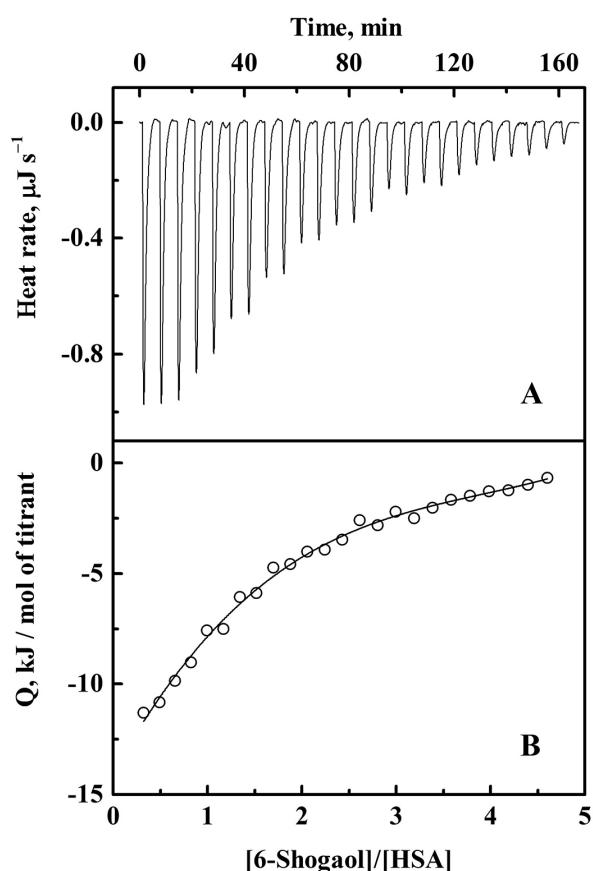 Time, min
0 40 80 120 160
0.0
-0.4
-0.8
Heat rate, μJ s⁻¹
A
0
-5
-10
-15
Q, kJ / mol of titrant
B
0 1 2 3 4 5
[6-Shogaol]/[HSA]